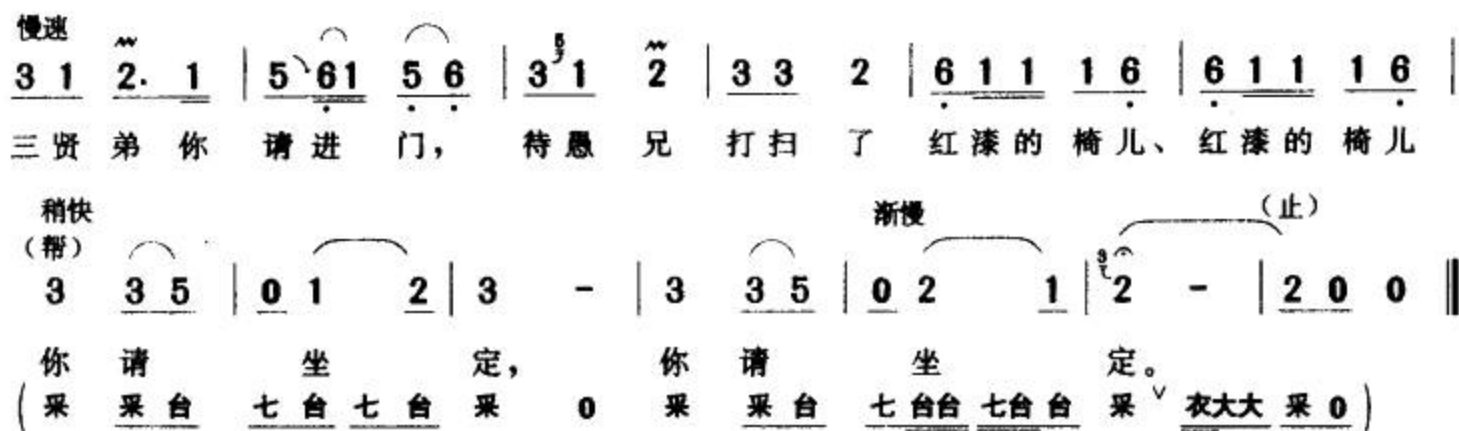 慢速
3 1 2. 1 | 5 6 1 5 6 | 3 5 1 2 | 3 3 2 | 6 1 1 1 6 | 6 1 1 1 6 |
三贤 弟 你 请进 门， 待愚 兄 打扫 了 红漆的 椅儿、红漆的 椅儿
稍快 渐慢 （止）
（帮）
3 3 5 | 0 1 2 | 3 - | 3 3 5 | 0 2 1 | 3 2 - | 2 0 0 ‖
你 请 坐 定， 你 请 坐 定。
（采 采台 七台七台 采 0 采 采台 七台台七台台 采 ∨ 衣大大 采 0）